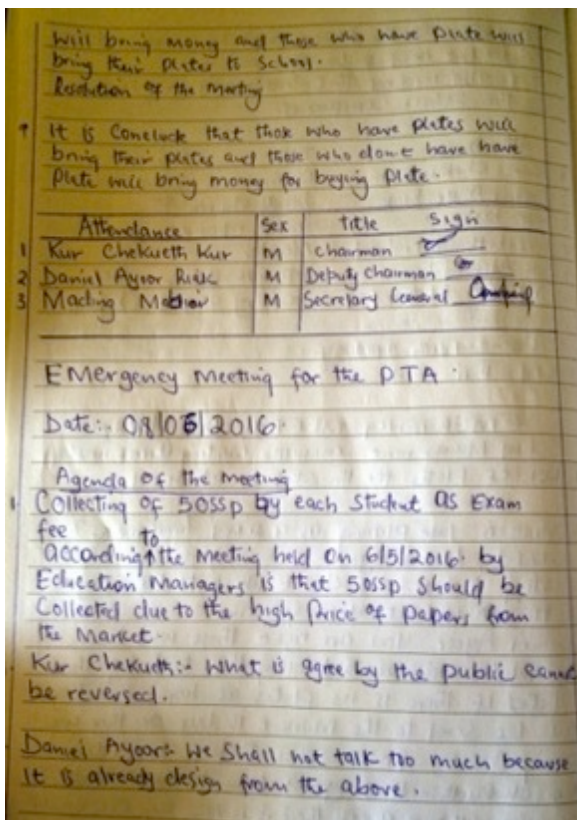 will bring money and those who have plate will
bring their plates to School.
Resolution of the meeting
It is Concluck that those who have plates will
bring their plates and those who dont have have
plate will bring money for buying plate.
Attendance Sex title Sign
1 Kur Chekueth Kur M chairman
2 Daniel Ayoor Riak M Deputy chairman
3 Mading M Secretary General
EMergency Meeting for the PTA.
Date:. 08/05/2016.
Agenda of the meeting
1 Collecting of 50ssp by each student as Exam
fee
according to the meeting held on 6/5/2016. by
Education Managers is that 50ssp should be
Collected due to the high Price of papers from
the Market.
Kur Chekueth:- What is agree by the public
be reversed.
Daniel Ayoor:- We shall not talk too much because
it is already design from the above.